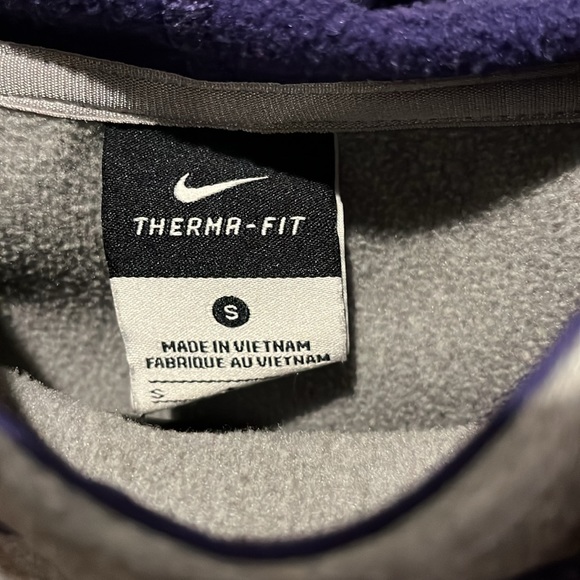 THERMA-FIT
S
MADE IN VIETNAM
FABRIQUE AU VIETNAM
S